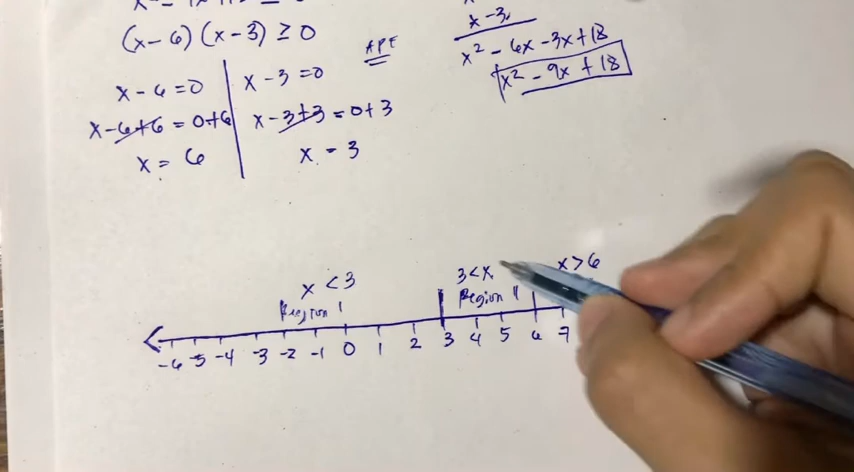 (x-6)(x-3) ≥ 0
x-6=0
x-6+6 = 0+6
x = 6
x-3=0
x-3+3 = 0+3
x = 3
APE
x-3
x² - 6x - 3x + 18
x² - 9x + 18
x < 3
Region 1
3 < x
Region 11
x > 6
-6 -5 -4 -3 -2 -1 0 1 2 3 4 5 6 7